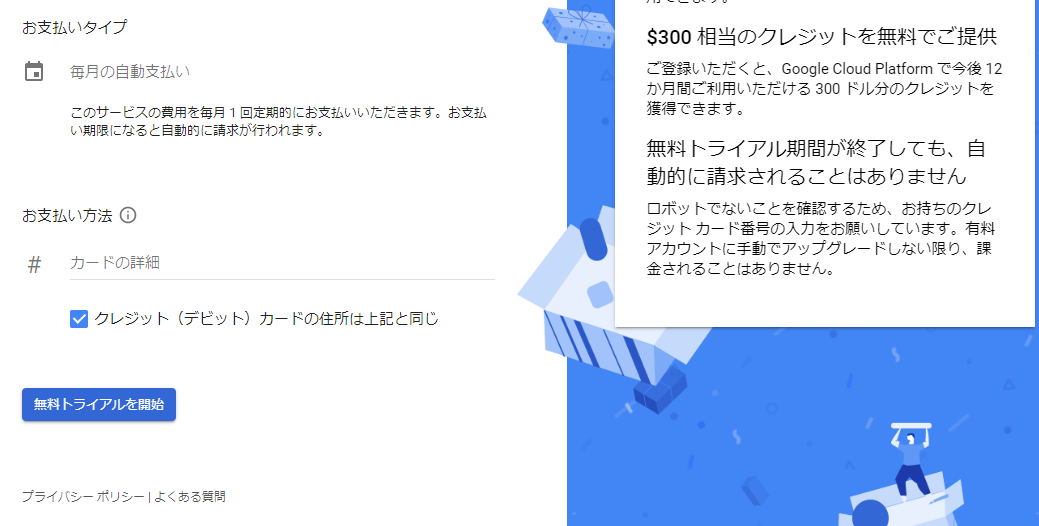 お支払いタイプ
毎月の自動支払い
このサービスの費用を毎月 1 回定期的にお支払いいただきます。お支払
い期限になると自動的に請求が行われます。
お支払い方法
# カードの詳細
クレジット（デビット）カードの住所は上記と同じ
無料トライアルを開始
プライバシー ポリシー | よくある質問
$300 相当のクレジットを無料でご提供
ご登録いただくと、Google Cloud Platform で今後 12
か月間ご利用いただける 300 ドル分のクレジットを
獲得できます。
無料トライアル期間が終了しても、自
動的に請求されることはありません
ロボットでないことを確認するため、お持ちのクレ
ジット カード番号の入力をお願いしています。有料
アカウントに手動でアップグレードしない限り、課
金されることはありません。